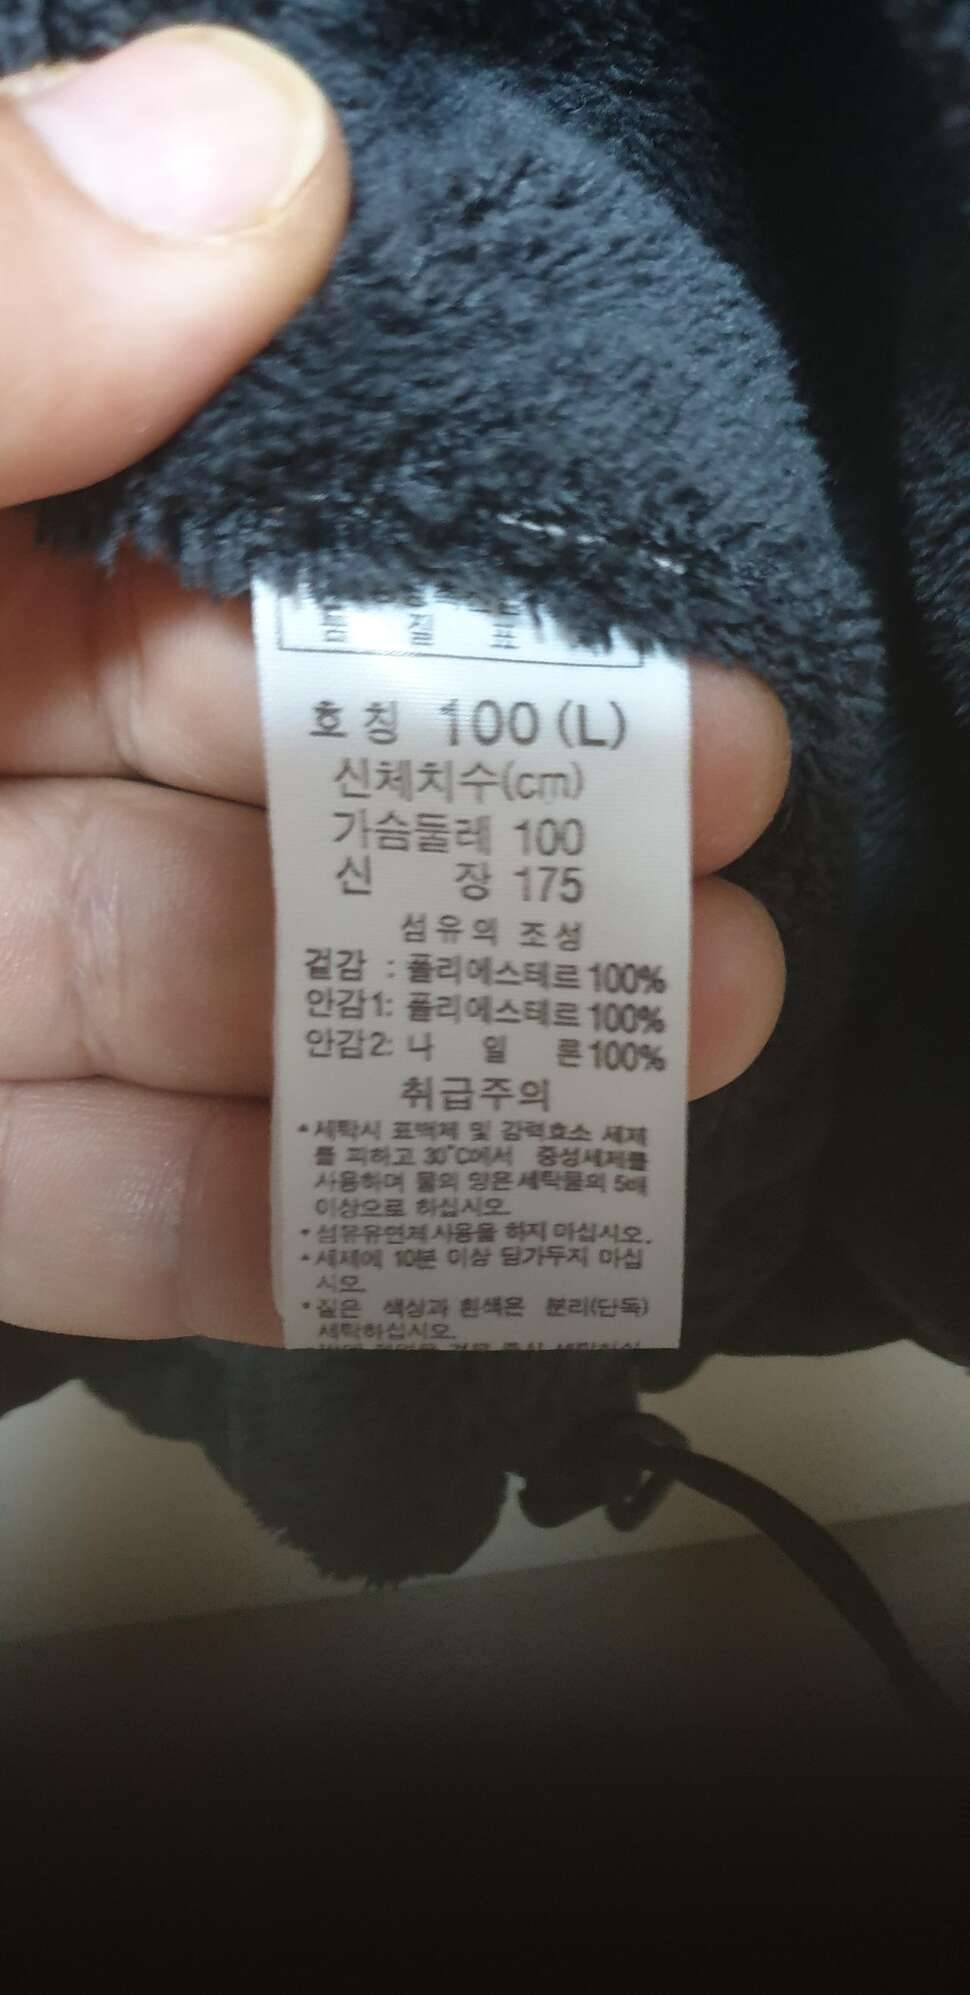 품 질 표
호 칭 100 (L)
신체치수(cm)
가슴둘레 100
신 장 175
섬유의 조성
겉감 : 폴리에스테르 100%
안감1: 폴리에스테르 100%
안감2: 나 일 론 100%
취급주의
• 세탁시 표백제 및 강력효소 세제
를 피하고 30˚C에서 중성세제를
사용하며 물의 양은 세탁물의 5배
이상으로 하십시오.
• 섬유유연제 사용을 하지 마십시오.
• 세제에 10분 이상 담가두지 마십
시오.
• 짙은 색상과 흰색은 분리(단독)
세탁하십시오.